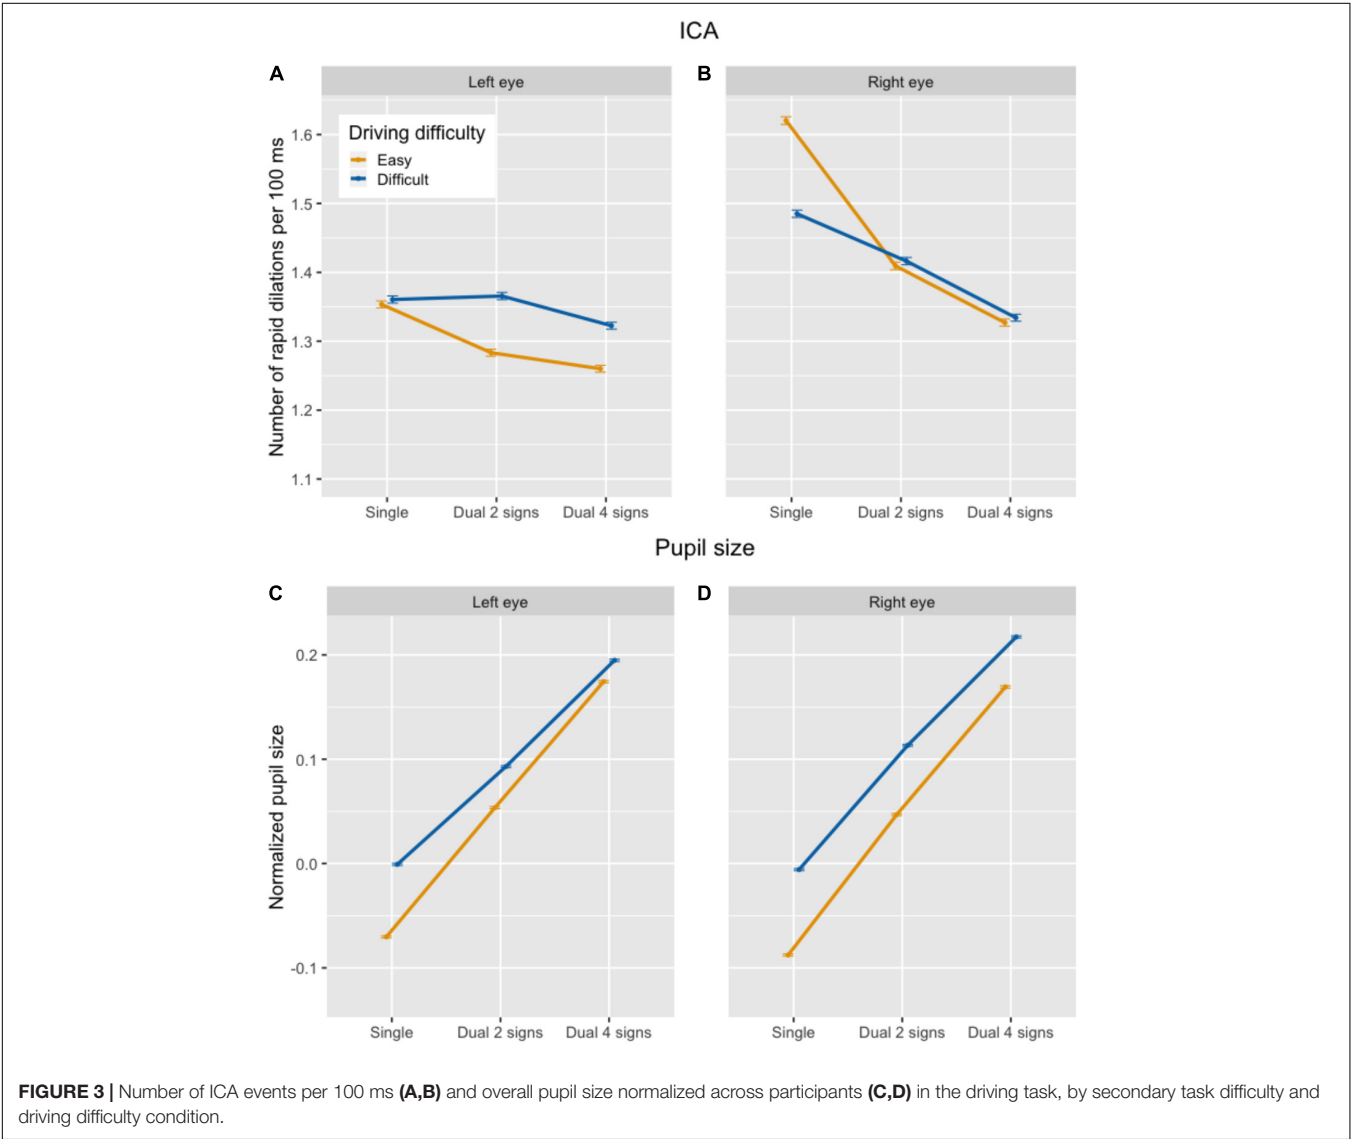 ICA
A
B
Left eye
Right eye
Number of rapid dilations per 100 ms
1.6
1.5
1.4
1.3
1.2
1.1
Driving difficulty
Easy
Difficult
Single
Dual 2 signs
Dual 4 signs
Single
Dual 2 signs
Dual 4 signs
Pupil size
C
D
Left eye
Right eye
Normalized pupil size
0.2
0.1
0.0
-0.1
Single
Dual 2 signs
Dual 4 signs
Single
Dual 2 signs
Dual 4 signs
FIGURE 3 | Number of ICA events per 100 ms (A,B) and overall pupil size normalized across participants (C,D) in the driving task, by secondary task difficulty and
driving difficulty condition.